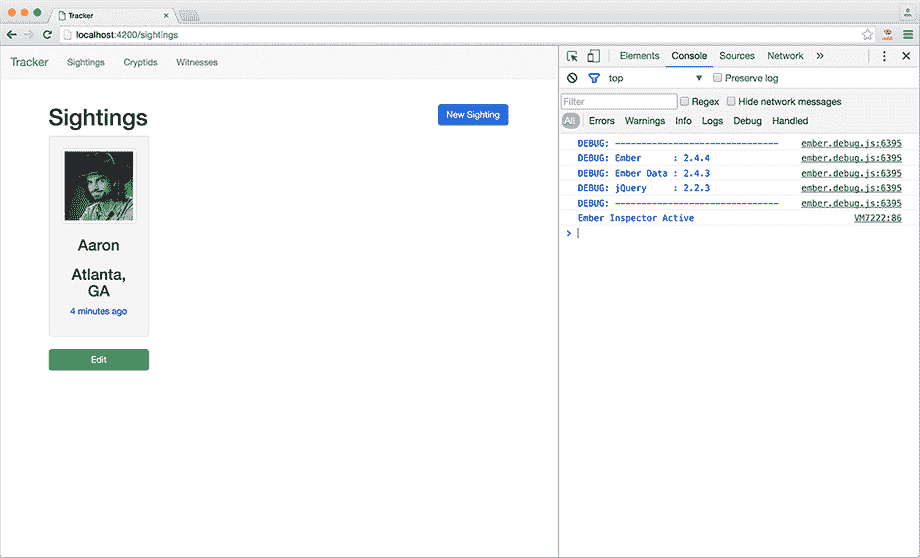 Tracker
localhost:4200/sightings
Tracker Sightings Cryptids Witnesses
Sightings
New Sighting
Aaron
Atlanta,
GA
4 minutes ago
Edit
Elements Console Sources Network »
top Preserve log
Filter Regex Hide network messages
All Errors Warnings Info Logs Debug Handled
DEBUG: ------------------------------- ember.debug.js:6395
DEBUG: Ember : 2.4.4 ember.debug.js:6395
DEBUG: Ember Data : 2.4.3 ember.debug.js:6395
DEBUG: jQuery : 2.2.3 ember.debug.js:6395
DEBUG: ------------------------------- ember.debug.js:6395
Ember Inspector Active VM7222:86
>